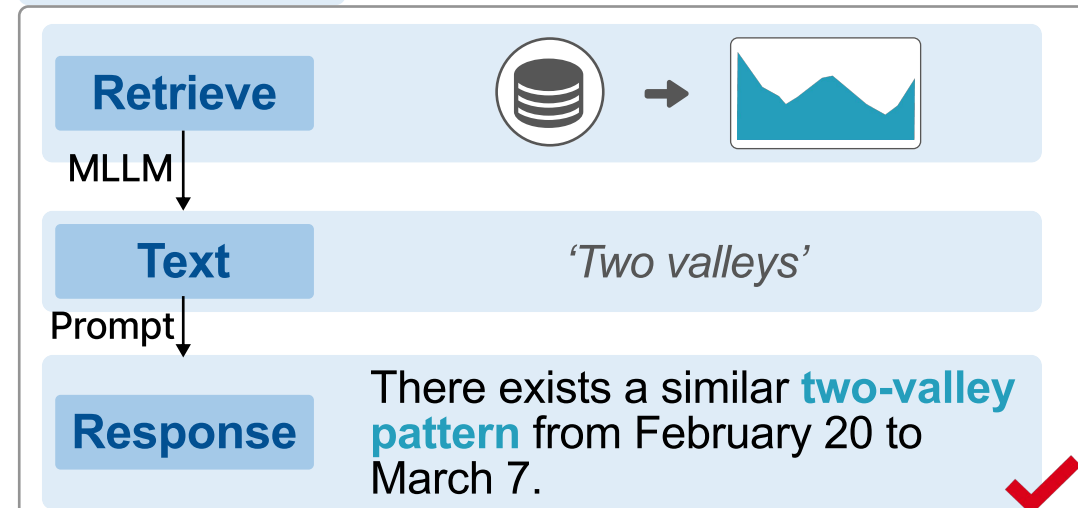 Retrieve
MLLM
Text
‘Two valleys’
Prompt
Response
There exists a similar two-valley
pattern from February 20 to
March 7.